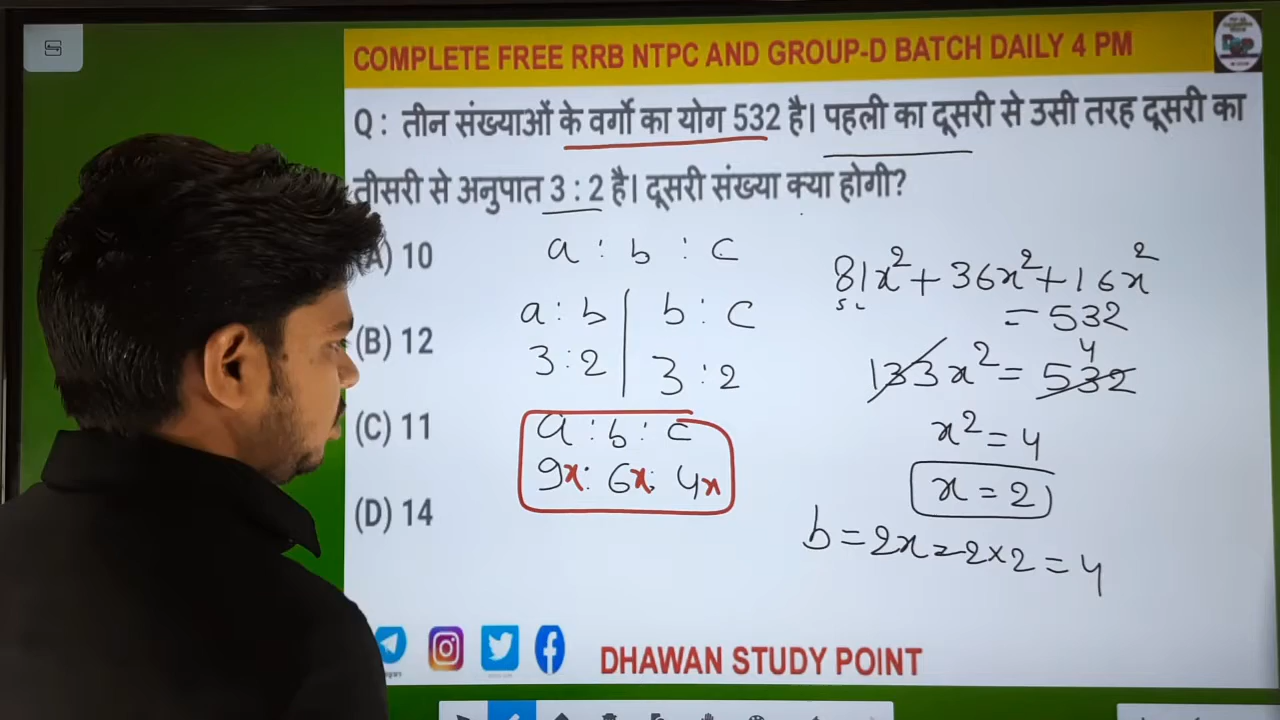 COMPLETE FREE RRB NTPC AND GROUP-D BATCH DAILY 4 PM
Q : तीन संख्याओं के वर्गो का योग 532 है। पहली का दूसरी से उसी तरह दूसरी का
तीसरी से अनुपात 3 : 2 है। दूसरी संख्या क्या होगी?
A) 10
(B) 12
(C) 11
(D) 14
a : b : c
a : b | b : c
3 : 2 | 3 : 2
a : b : c
9x : 6x : 4x
81x² + 36x² + 16x²
= 532
4
133x² = 532
x² = 4
x = 2
b = 2x = 2×2 = 4
DHAWAN STUDY POINT